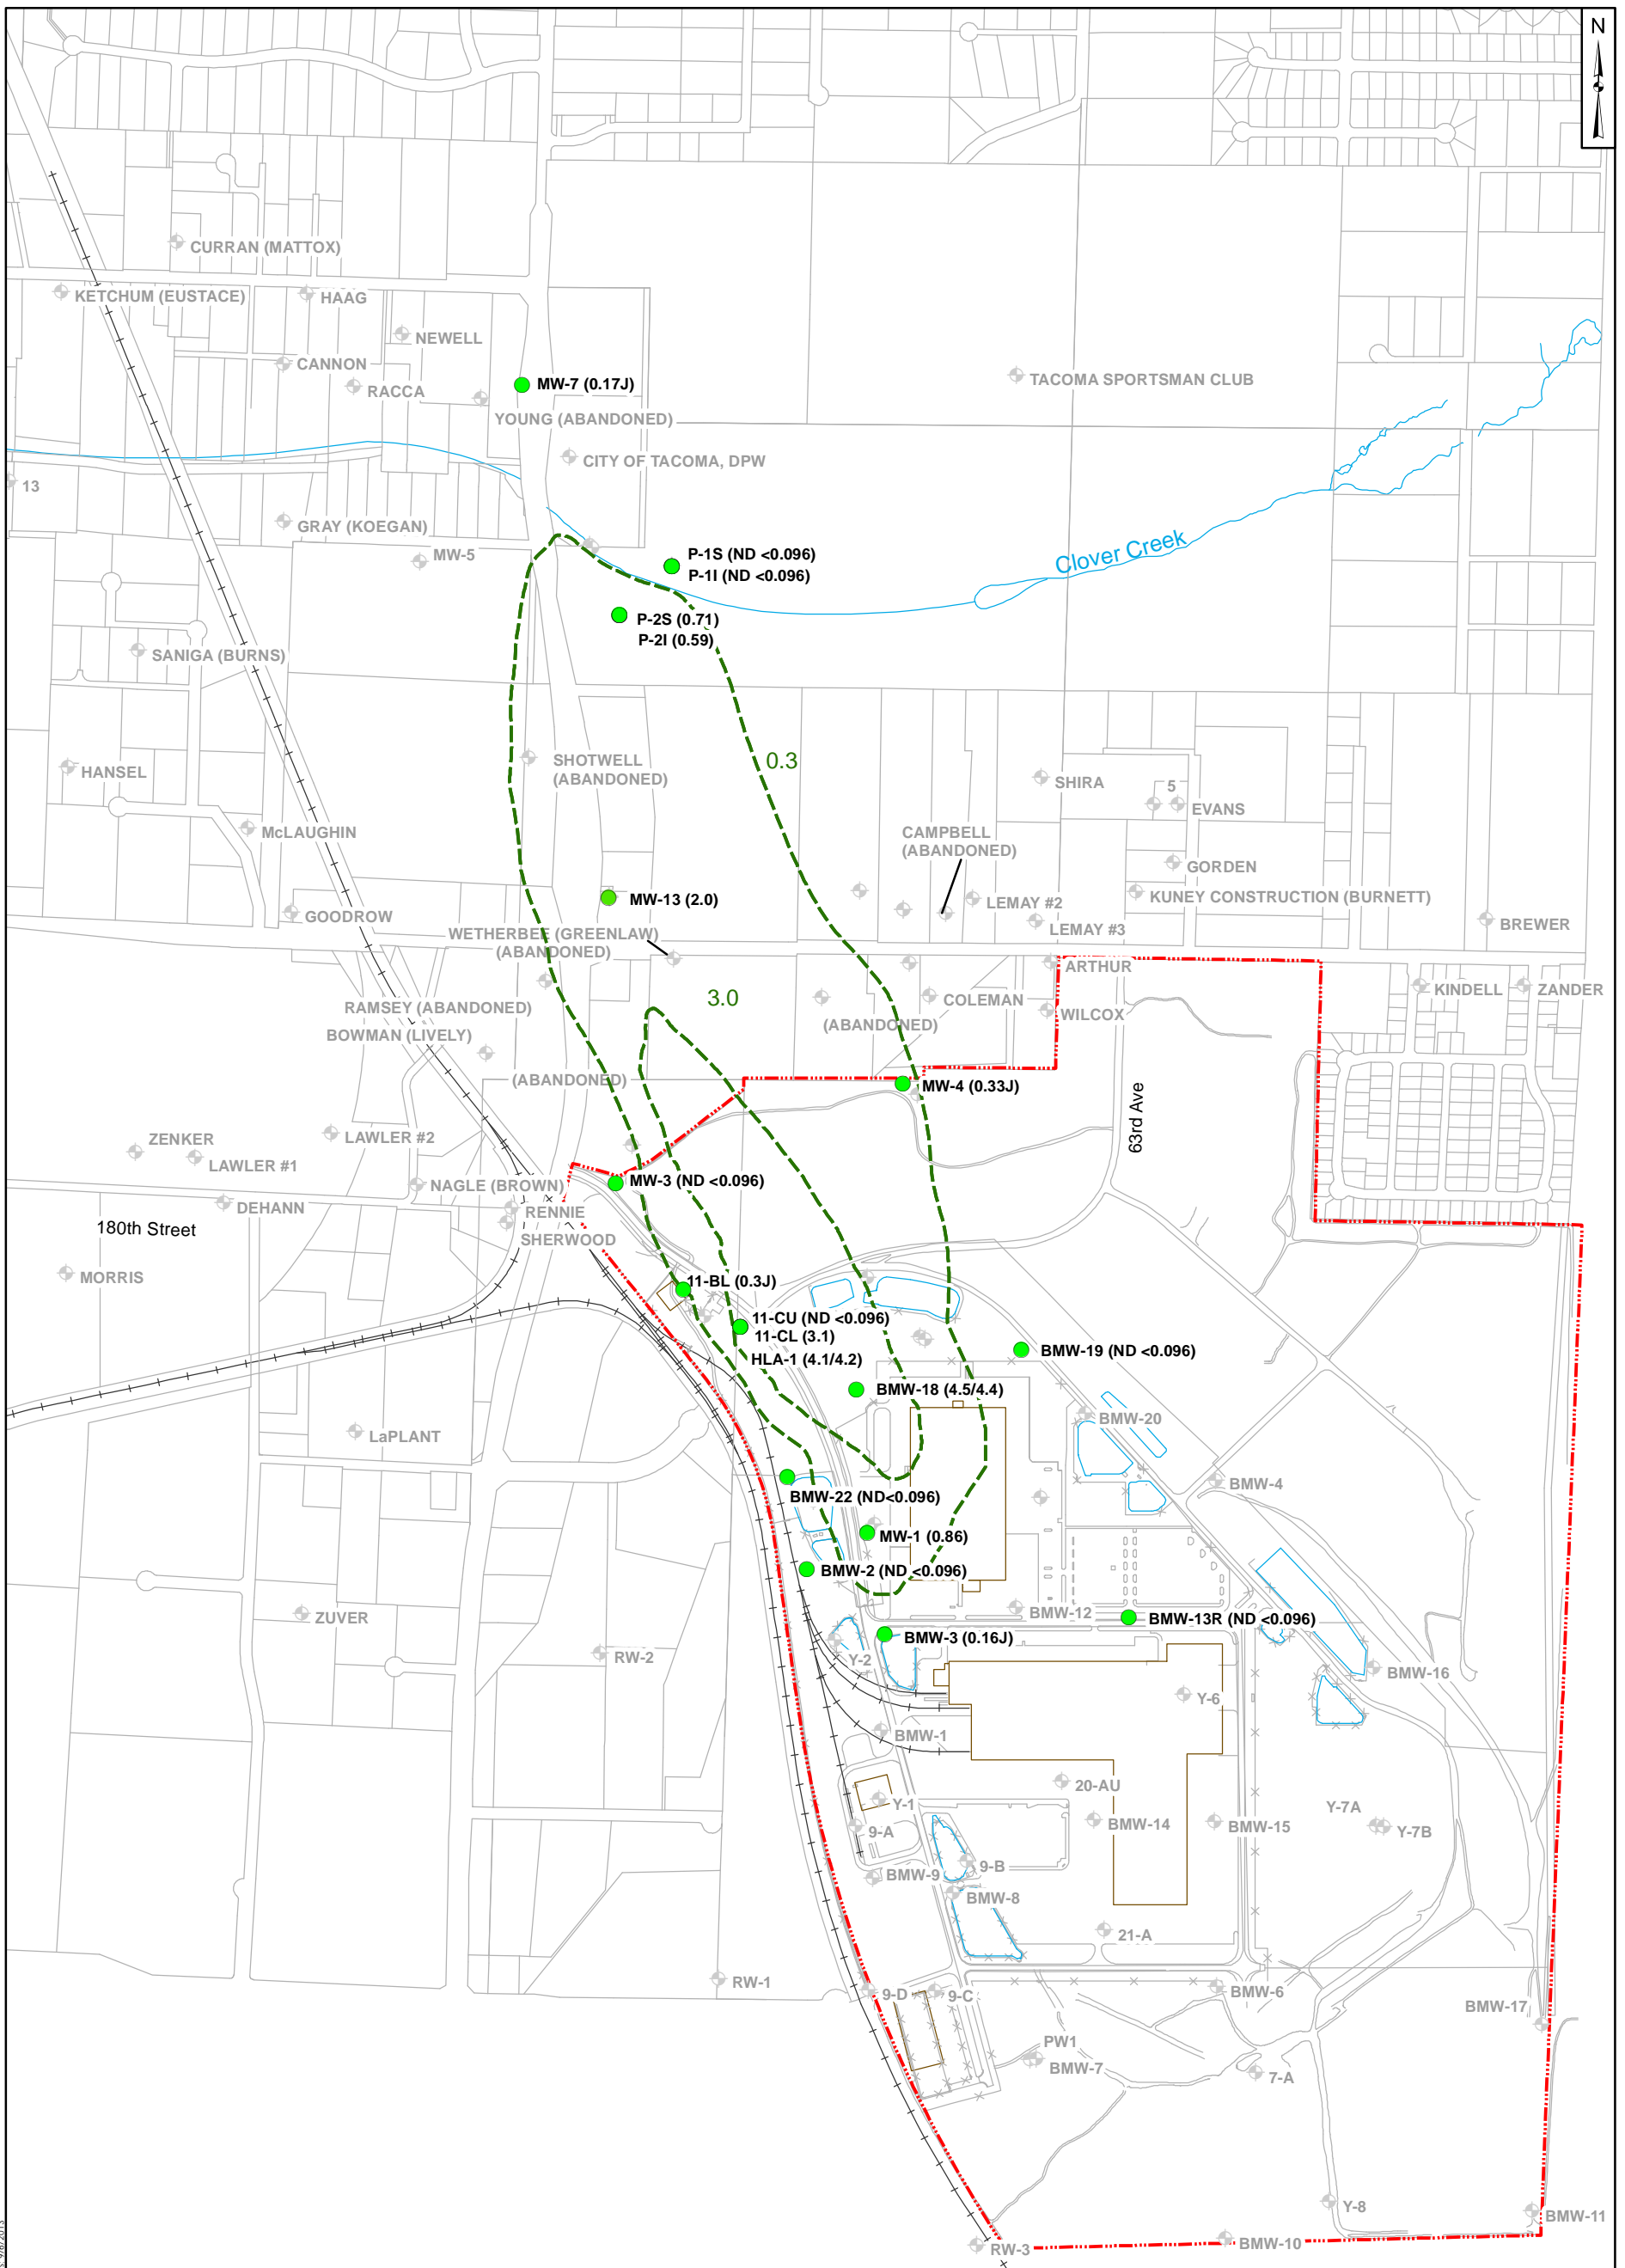 N
CURRAN (MATTOX)
KETCHUM (EUSTACE)
HAAG
NEWELL
CANNON
RACCA
MW-7 (0.17J)
TACOMA SPORTSMAN CLUB
YOUNG (ABANDONED)
CITY OF TACOMA, DPW
13
GRAY (KOEGAN)
MW-5
P-1S (ND <0.096)
P-1I (ND <0.096)
Clover Creek
P-2S (0.71)
P-2I (0.59)
SANIGA (BURNS)
HANSEL
SHOTWELL
(ABANDONED)
0.3
SHIRA
5
EVANS
McLAUGHIN
CAMPBELL
(ABANDONED)
GORDEN
MW-13 (2.0)
LEMAY #2
KUNEY CONSTRUCTION (BURNETT)
GOODROW
LEMAY #3
BREWER
WETHERBEE (GREENLAW)
(ABANDONED)
ARTHUR
KINDELL
ZANDER
RAMSEY (ABANDONED)
3.0
COLEMAN
WILCOX
(ABANDONED)
BOWMAN (LIVELY)
(ABANDONED)
MW-4 (0.33J)
63rd Ave
ZENKER
LAWLER #2
LAWLER #1
NAGLE (BROWN)
MW-3 (ND <0.096)
DEHANN
RENNIE
180th Street
SHERWOOD
MORRIS
11-BL (0.3J)
11-CU (ND <0.096)
11-CL (3.1)
HLA-1 (4.1/4.2)
BMW-19 (ND <0.096)
BMW-18 (4.5/4.4)
BMW-20
LaPLANT
BMW-4
BMW-22 (ND<0.096)
MW-1 (0.86)
BMW-2 (ND <0.096)
ZUVER
BMW-12
BMW-13R (ND <0.096)
BMW-3 (0.16J)
RW-2
Y-2
BMW-16
Y-6
BMW-1
20-AU
Y-1
BMW-14
BMW-15
Y-7A
Y-7B
9-A
9-B
BMW-9
BMW-8
21-A
RW-1
9-D
9-C
BMW-6
BMW-17
PW1
BMW-7
7-A
Y-8
BMW-11
BMW-10
RW-3